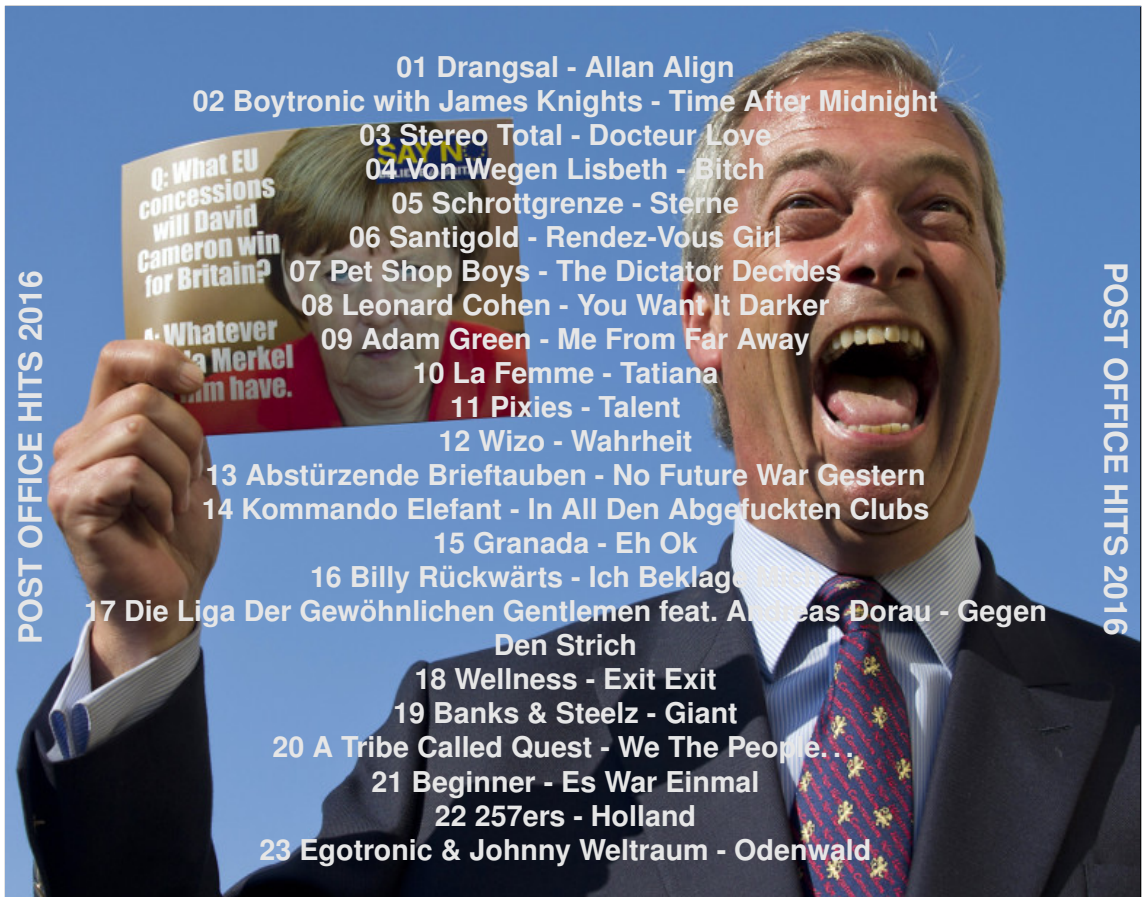 01 Drangsal - Allan Align
02 Boytronic with James Knights - Time After Midnight
03 Stereo Total - Docteur Love
04 Von Wegen Lisbeth - Bitch
05 Schrottgrenze - Sterne
06 Santigold - Rendez-Vous Girl
07 Pet Shop Boys - The Dictator Decides
08 Leonard Cohen - You Want It Darker
09 Adam Green - Me From Far Away
10 La Femme - Tatiana
11 Pixies - Talent
12 Wizo - Wahrheit
13 Abstürzende Brieftauben - No Future War Gestern
14 Kommando Elefant - In All Den Abgefuckten Clubs
15 Granada - Eh Ok
16 Billy Rückwärts - Ich Beklage Mich
17 Die Liga Der Gewöhnlichen Gentlemen feat. Andreas Dorau - Gegen
Den Strich
18 Wellness - Exit Exit
19 Banks & Steelz - Giant
20 A Tribe Called Quest - We The People. . .
21 Beginner - Es War Einmal
22 257ers - Holland
23 Egotronic & Johnny Weltraum - Odenwald
POST OFFICE HITS 2016
POST OFFICE HITS 2016
Q: What EU
concessions
will David
Cameron win
for Britain?
A: Whatever
Merkel
have.
SAY